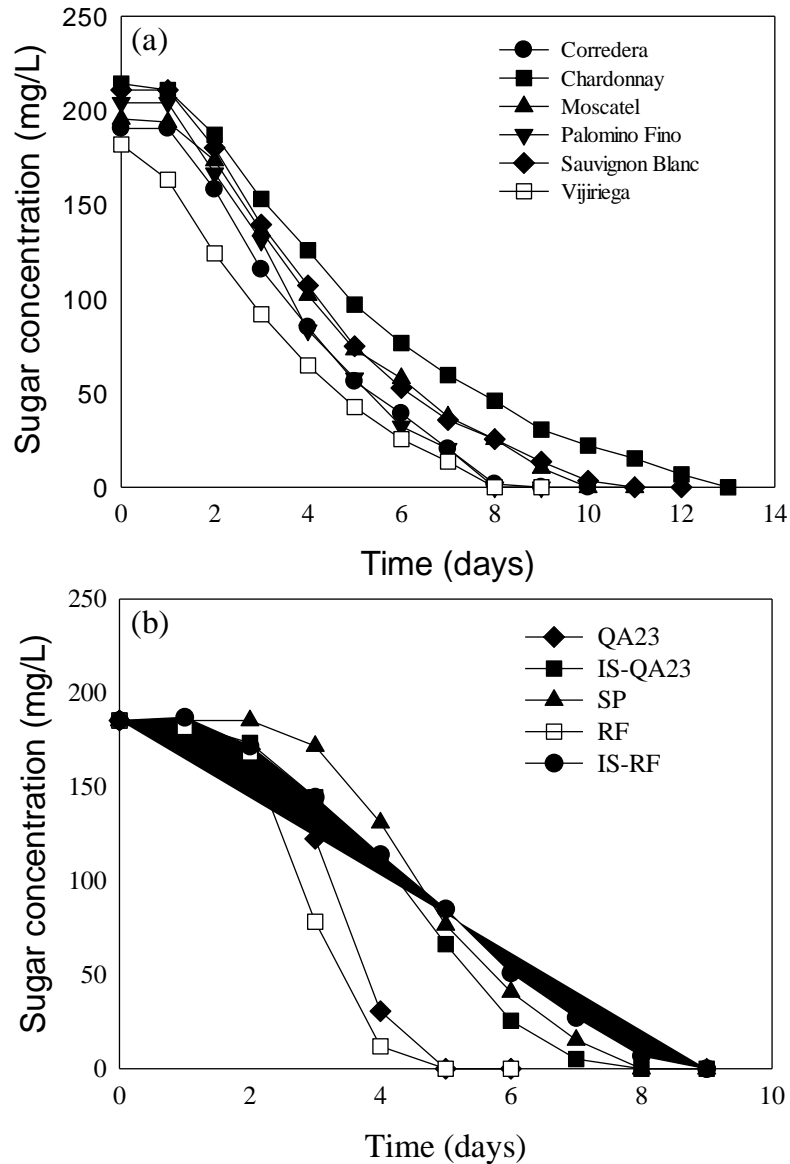 (a)
250
200
150
100
50
0
Sugar concentration (mg/L)
Corredera
Chardonnay
Moscatel
Palomino Fino
Sauvignon Blanc
Vijiriega
0 2 4 6 8 10 12 14
Time (days)
(b)
250
200
150
100
50
0
Sugar concentration (mg/L)
QA23
IS-QA23
SP
RF
IS-RF
0 2 4 6 8 10
Time (days)